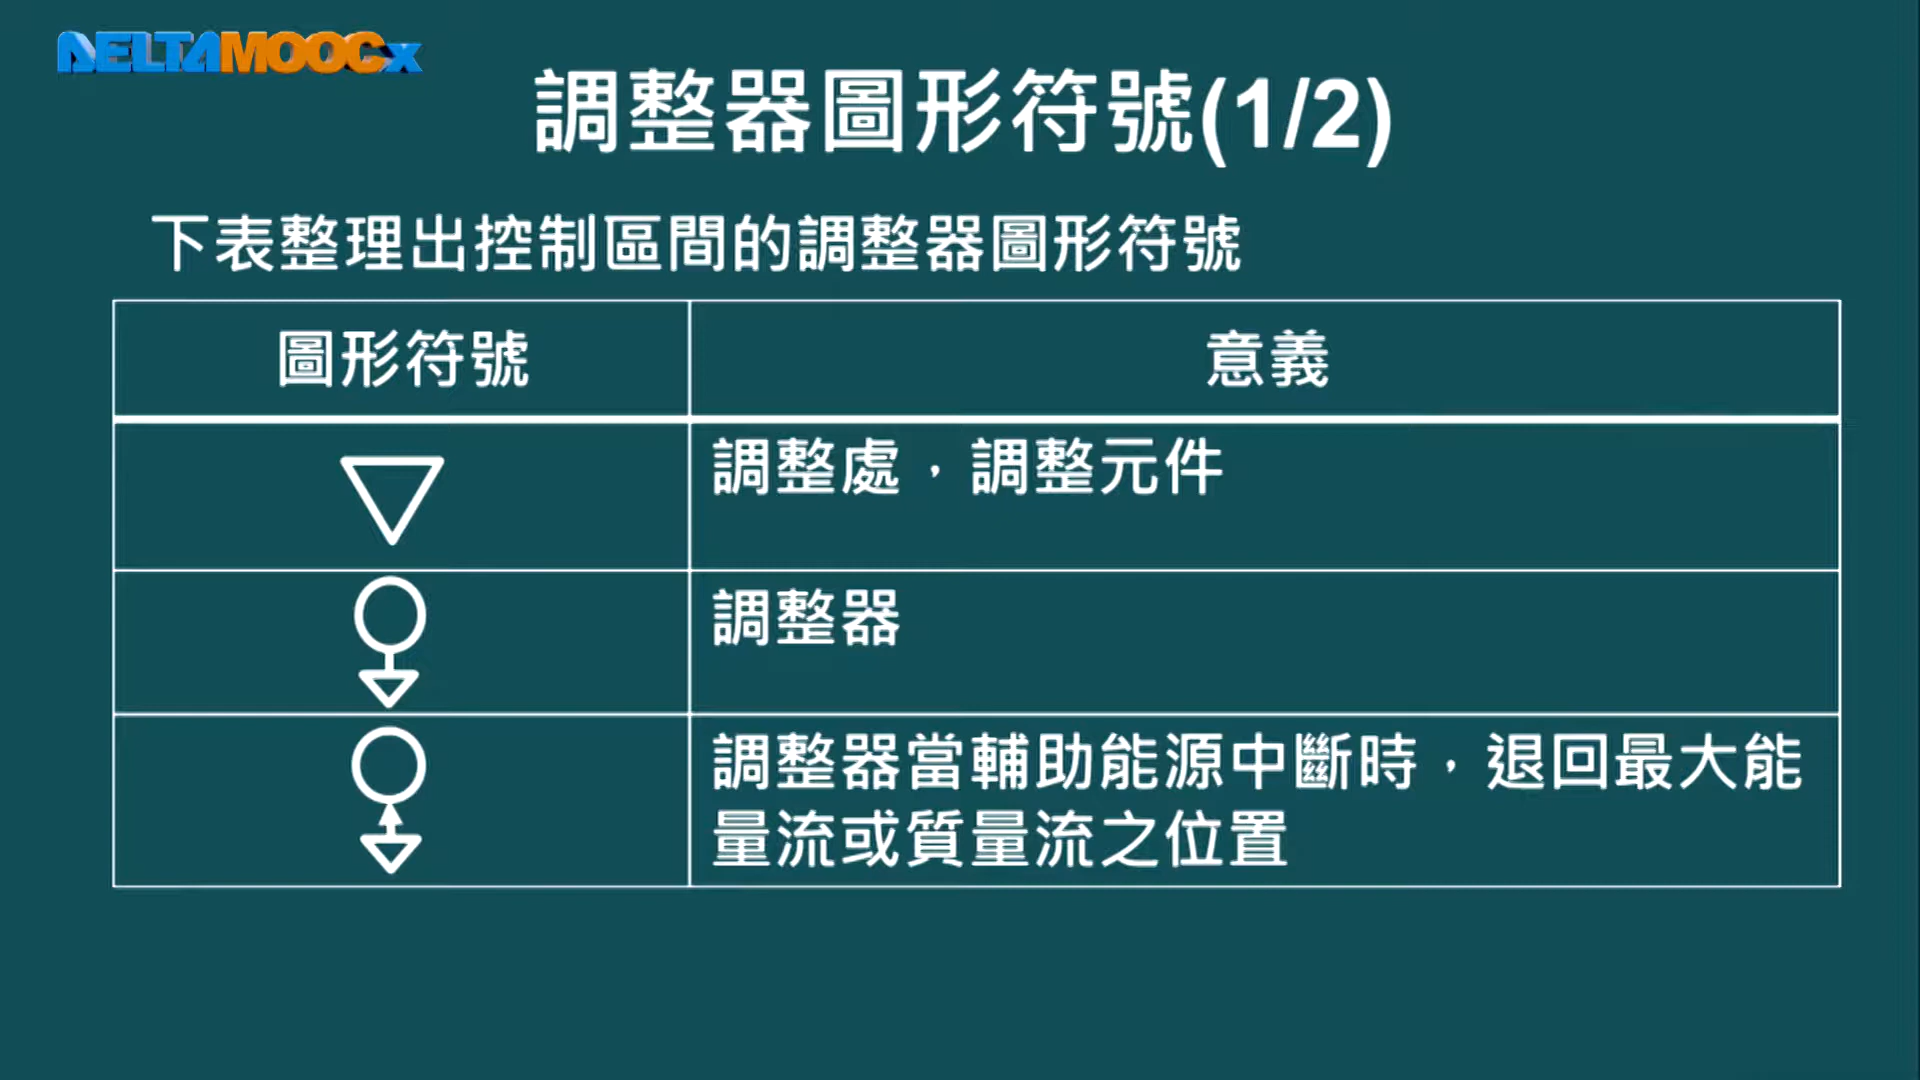 DELTAMOOCx
調整器圖形符號(1/2)
下表整理出控制區間的調整器圖形符號
圖形符號
意義
調整處，調整元件
調整器
調整器當輔助能源中斷時，退回最大能
量流或質量流之位置